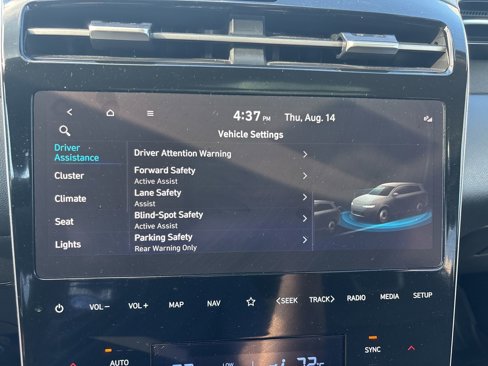 4:37 PM Thu, Aug. 14
Vehicle Settings
Driver
Assistance
Cluster
Climate
Seat
Lights
Driver Attention Warning
Forward Safety
Active Assist
Lane Safety
Assist
Blind-Spot Safety
Active Assist
Parking Safety
Rear Warning Only
VOL− VOL+ MAP NAV <SEEK TRACK> RADIO MEDIA SETUP
AUTO
SYNC
LOW
72°F